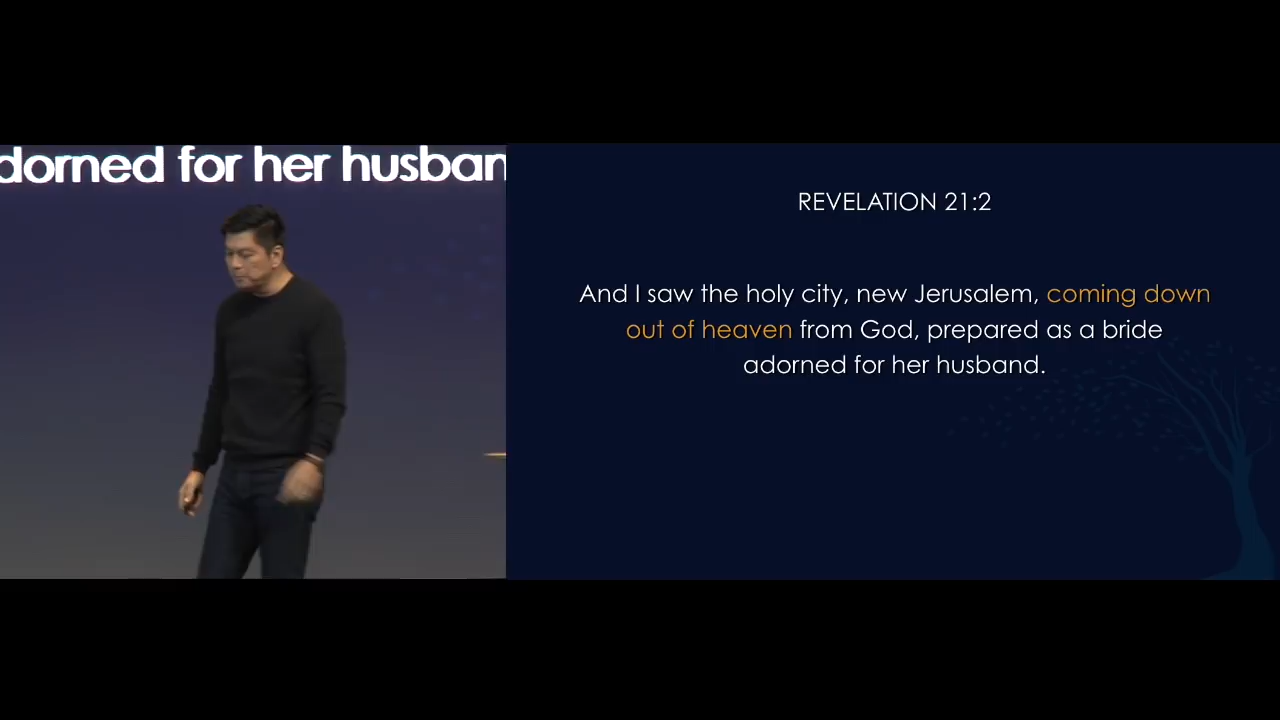 dorned for her husban
REVELATION 21:2
And I saw the holy city, new Jerusalem, coming down
out of heaven from God, prepared as a bride
adorned for her husband.